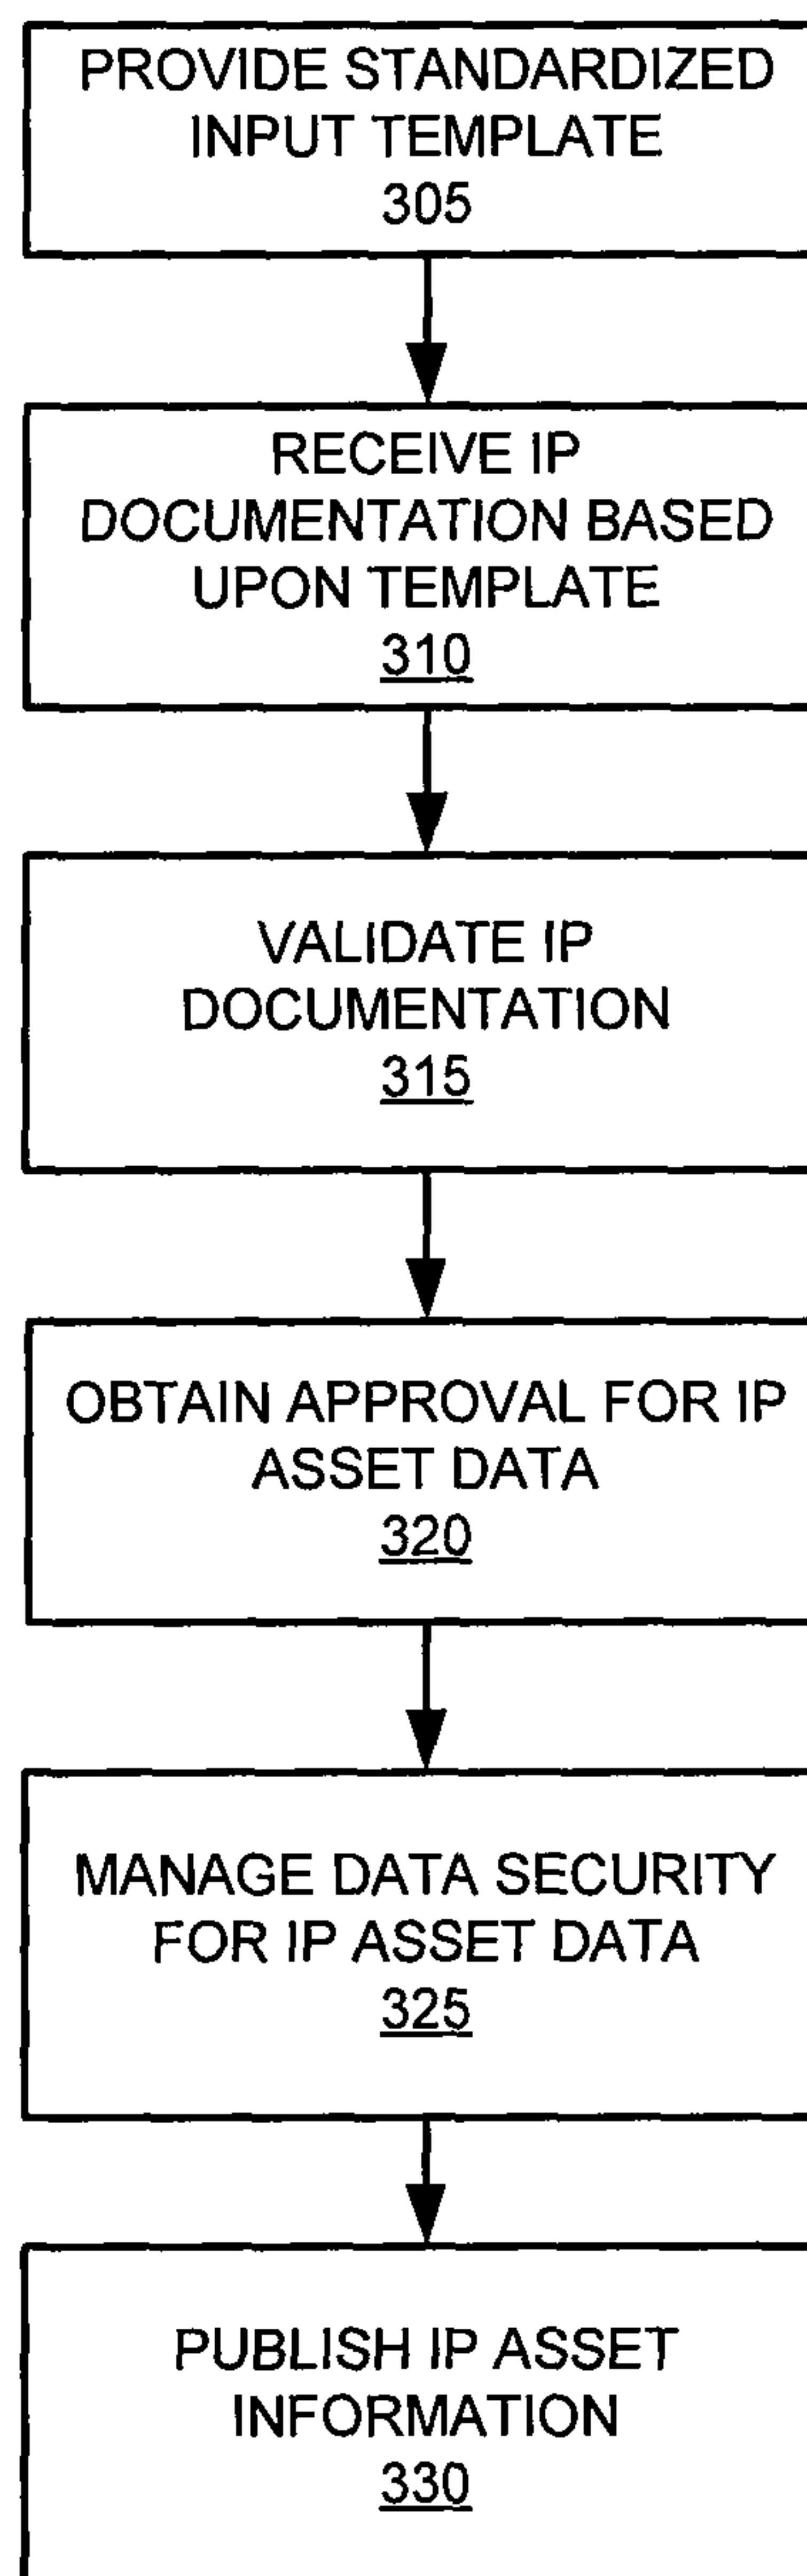 PROVIDE STANDARDIZED
INPUT TEMPLATE
305
RECEIVE IP
DOCUMENTATION BASED
UPON TEMPLATE
310
VALIDATE IP
DOCUMENTATION
315
OBTAIN APPROVAL FOR IP
ASSET DATA
320
MANAGE DATA SECURITY
FOR IP ASSET DATA
325
PUBLISH IP ASSET
INFORMATION
330